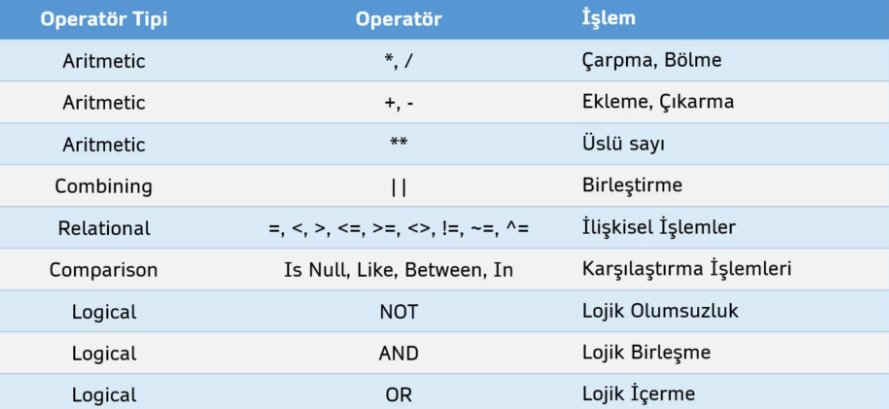 Operatör Tipi Operatör İşlem
Aritmetic *, / Çarpma, Bölme
Aritmetic +, - Ekleme, Çıkarma
Aritmetic ** Üslü sayı
Combining || Birleştirme
Relational =, <, >, <=, >=, <>, !=, ~=, ^= İlişkisel İşlemler
Comparison Is Null, Like, Between, In Karşılaştırma İşlemleri
Logical NOT Lojik Olumsuzluk
Logical AND Lojik Birleşme
Logical OR Lojik İçerme